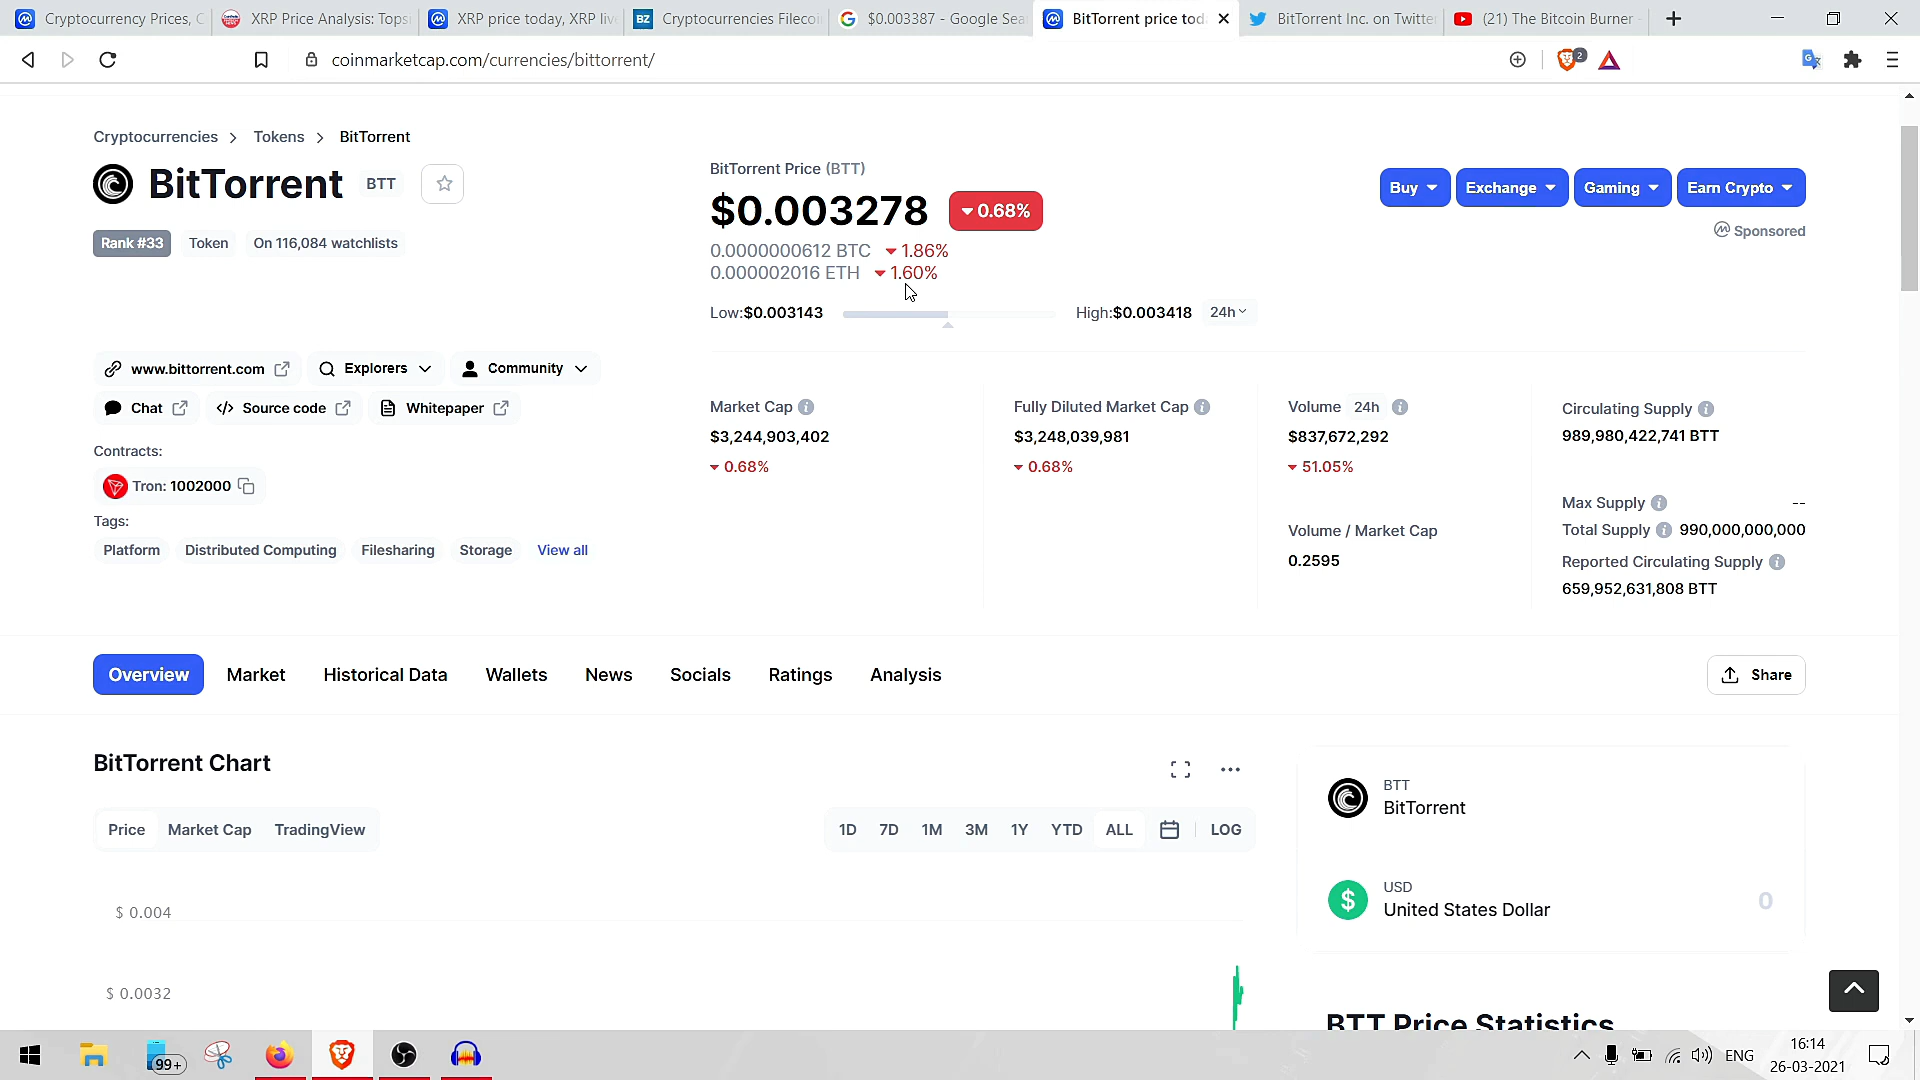 Cryptocurrency Prices, C
XRP Price Analysis: Tops
XRP price today, XRP live
Cryptocurrencies Filecoi
$0.003387 - Google Sea
BitTorrent price tod
BitTorrent Inc. on Twitte
(21) The Bitcoin Burner -
coinmarketcap.com/currencies/bittorrent/
2
Cryptocurrencies > Tokens > BitTorrent
BitTorrent BTT
Rank #33 Token On 116,084 watchlists
www.bittorrent.com Explorers Community
Chat Source code Whitepaper
Contracts:
Tron: 1002000
Tags:
Platform Distributed Computing Filesharing Storage View all
BitTorrent Price (BTT)
$0.003278 0.68%
0.0000000612 BTC 1.86%
0.000002016 ETH 1.60%
Low:$0.003143 High:$0.003418 24h
Buy Exchange Gaming Earn Crypto
Sponsored
Market Cap
$3,244,903,402
0.68%
Fully Diluted Market Cap
$3,248,039,981
0.68%
Volume 24h
$837,672,292
51.05%
Volume / Market Cap
0.2595
Circulating Supply
989,980,422,741 BTT
Max Supply --
Total Supply 990,000,000,000
Reported Circulating Supply
659,952,631,808 BTT
Overview Market Historical Data Wallets News Socials Ratings Analysis Share
BitTorrent Chart
Price Market Cap TradingView
1D 7D 1M 3M 1Y YTD ALL LOG
$ 0.004
$ 0.0032
BTT
BitTorrent
USD
United States Dollar 0
BTT Price Statistics
99+
ENG
16:14
26-03-2021